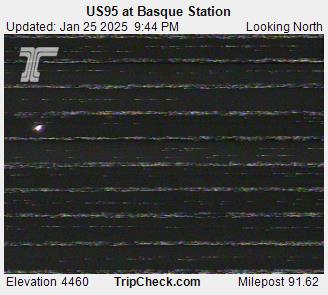 US95 at Basque Station
Updated: Jan 25 2025 9:44 PM Looking North
Elevation 4460 TripCheck.com Milepost 91.62